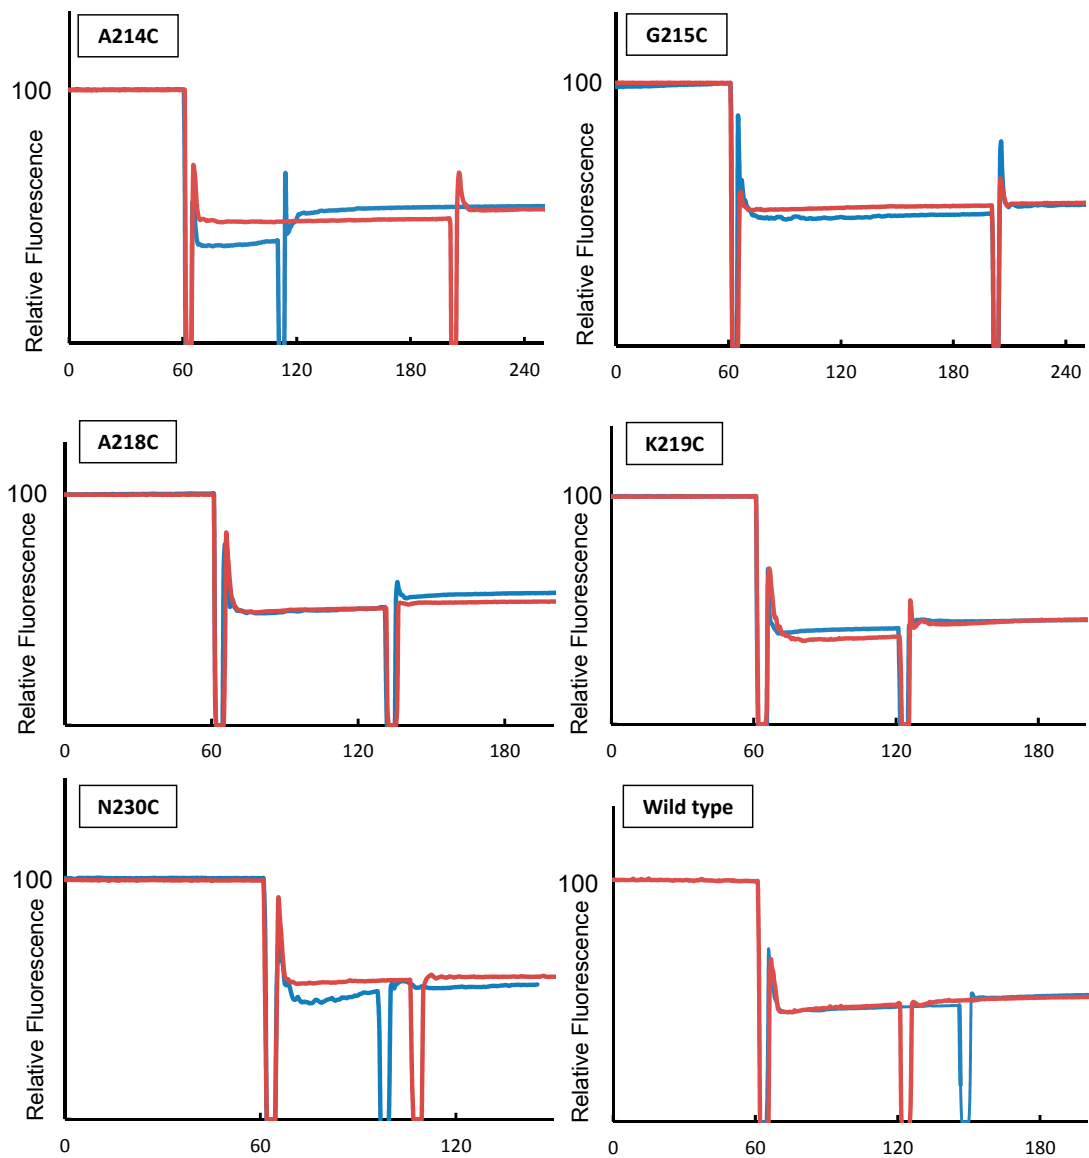 A214C
100
Relative Fluorescence
0 60 120 180 240
G215C
100
Relative Fluorescence
0 60 120 180 240
A218C
100
Relative Fluorescence
0 60 120 180
K219C
100
Relative Fluorescence
0 60 120 180
N230C
100
Relative Fluorescence
0 60 120
Wild type
100
Relative Fluorescence
0 60 120 180